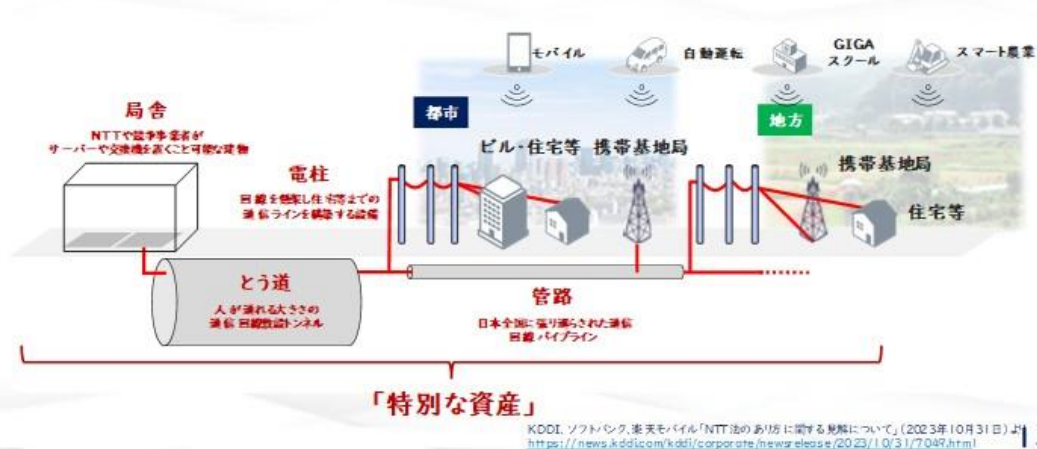 モバイル
自動運転
GIGA
スクール
スマート農業
局舎
NTTや競争事業者が
サーバーや交換機を置くこと可能な建物
都市
地方
ビル・住宅等
携帯基地局
電柱
回線を懸架し住宅等までの
通信ラインを構築する設備
携帯基地局
住宅等
とう道
人が通れる大きさの
通信回線敷設トンネル
管路
日本全国に張り巡らされた通信
回線パイプライン
「特別な資産」
KDDI、ソフトバンク、楽天モバイル「NTT法のあり方に関する見解について」(2023年10月31日)より
https://news.kddi.com/kddi/corporate/newsrelease/2023/10/31/7049.html